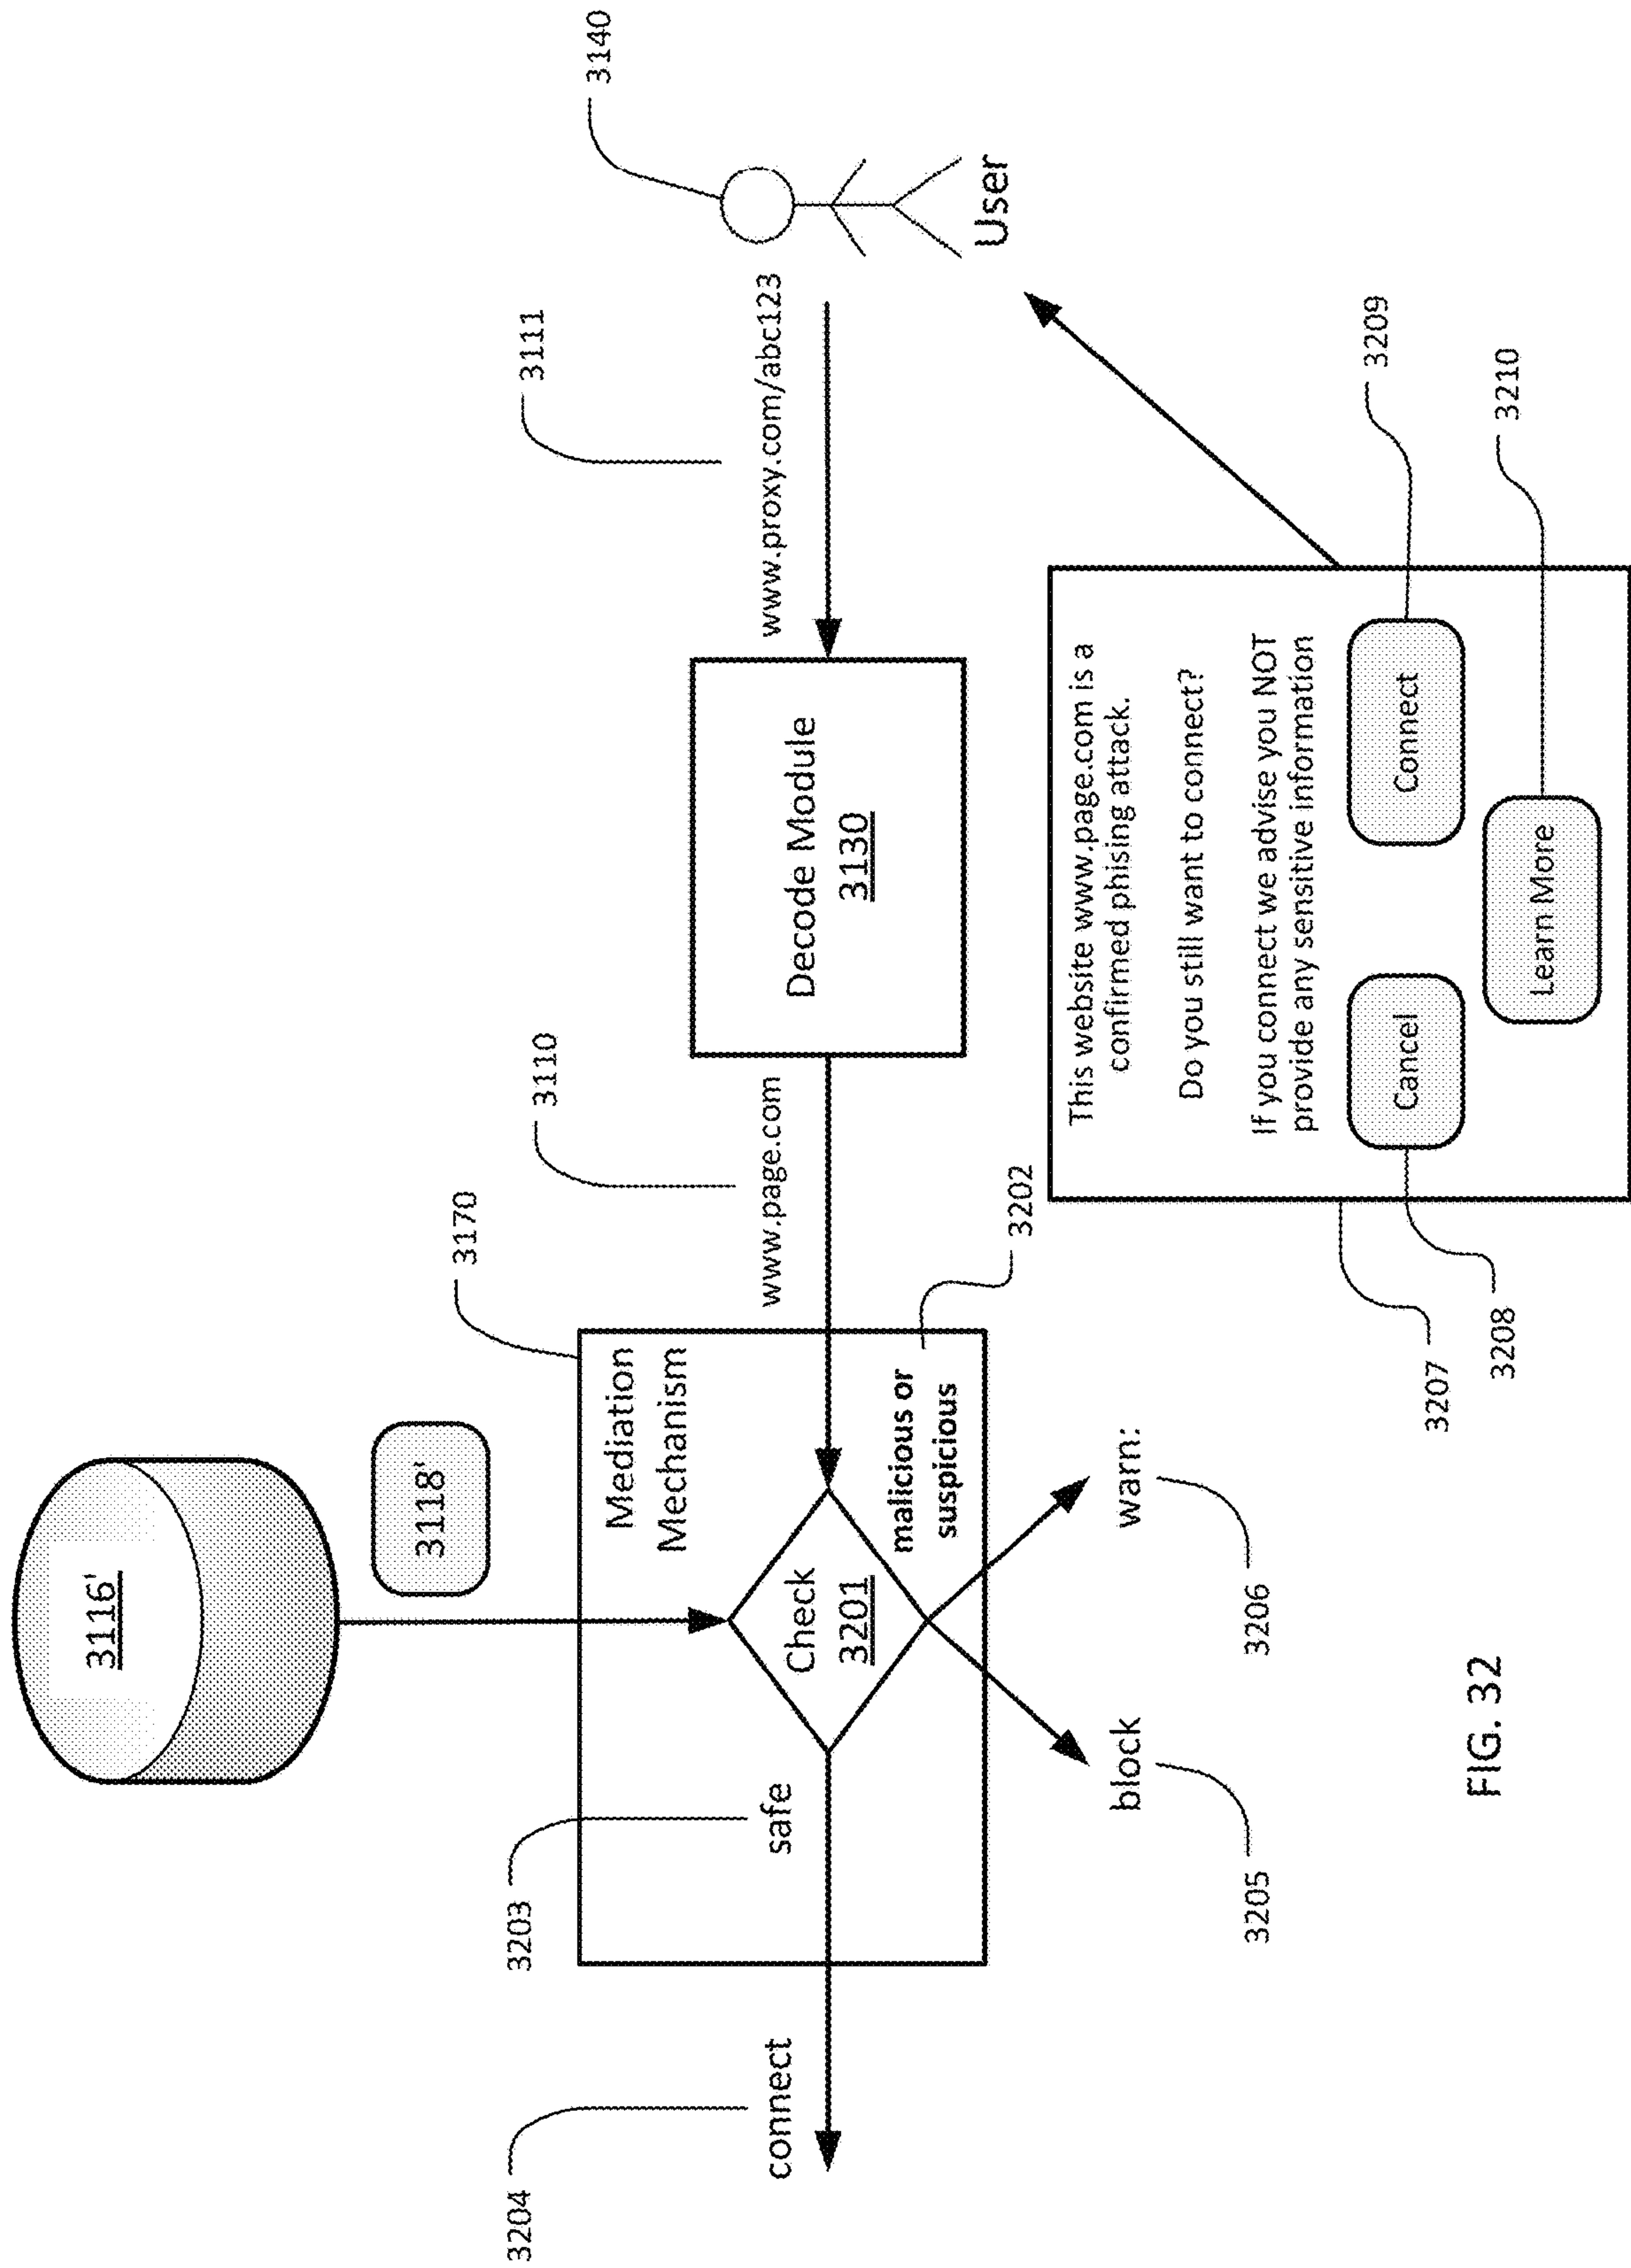 3116'
3118'
3170
3110
3111
3140
3204
3203
connect
safe
Mediation
Mechanism
Check
3201
malicious or
suspicious
3202
www.page.com
Decode Module
3130
www.proxy.com/abc123
User
block
warn:
3205
3206
This website www.page.com is a
confirmed phising attack.
Do you still want to connect?
If you connect we advise you NOT
provide any sensitive information
Cancel
Connect
Learn More
3207
3208
3209
3210
FIG. 32